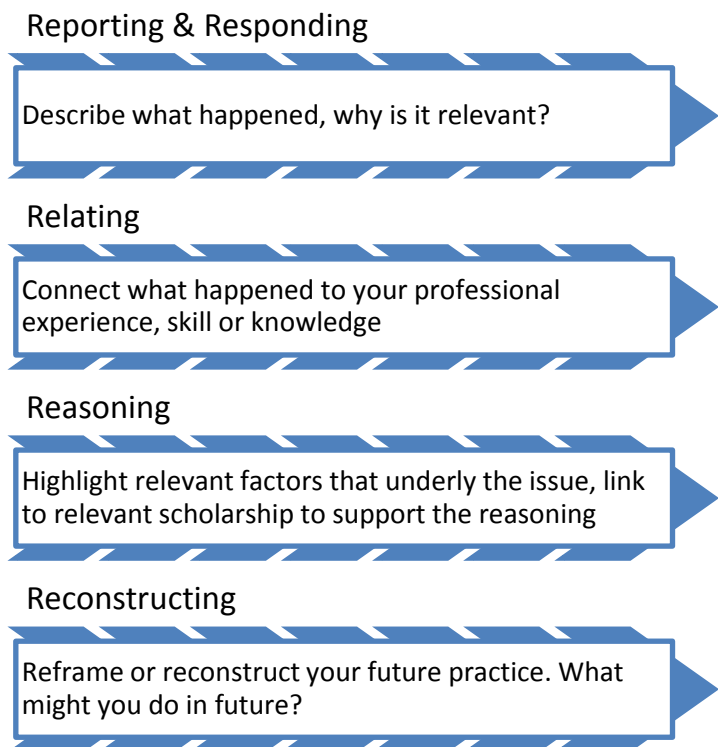 Reporting & Responding
Describe what happened, why is it relevant?
Relating
Connect what happened to your professional
experience, skill or knowledge
Reasoning
Highlight relevant factors that underly the issue, link
to relevant scholarship to support the reasoning
Reconstructing
Reframe or reconstruct your future practice. What
might you do in future?